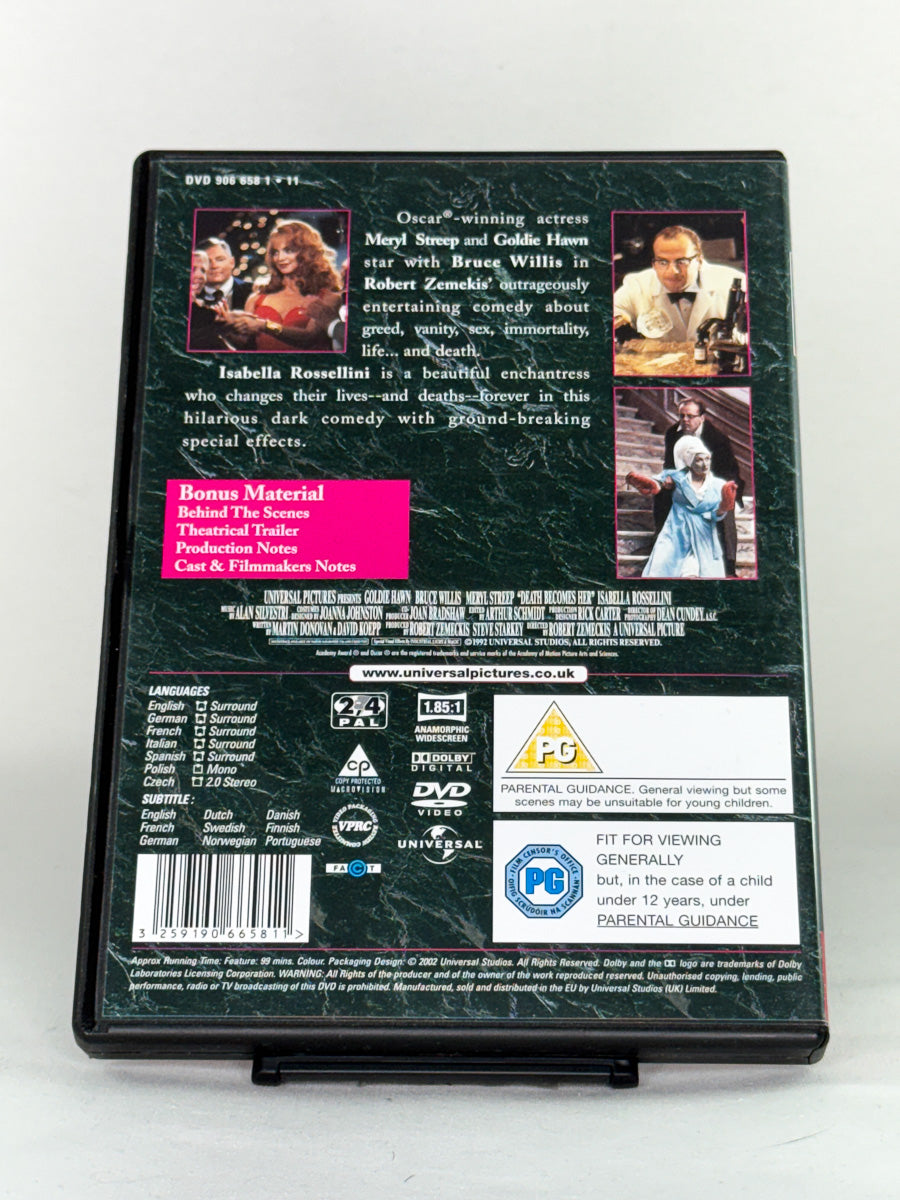 DVD 906 658 1 • 11
Oscar®-winning actress
Meryl Streep and Goldie Hawn
star with Bruce Willis in
Robert Zemekis' outrageously
entertaining comedy about
greed, vanity, sex, immortality,
life... and death.
Isabella Rossellini is a beautiful enchantress
who changes their lives--and deaths--forever in this
hilarious dark comedy with ground-breaking
special effects.
Bonus Material
Behind The Scenes
Theatrical Trailer
Production Notes
Cast & Filmmakers Notes
UNIVERSAL PICTURES PRESENTS GOLDIE HAWN BRUCE WILLIS MERYL STREEP "DEATH BECOMES HER" ISABELLA ROSSELLINI
MUSIC BY ALAN SILVESTRI COSTUMES DESIGNED BY JOANNA JOHNSTON CO-PRODUCER JOAN BRADSHAW EDITED BY ARTHUR SCHMIDT PRODUCTION DESIGNER RICK CARTER DIRECTOR OF PHOTOGRAPHY DEAN CUNDEY, A.S.C.
WRITTEN BY MARTIN DONOVAN & DAVID KOEPP PRODUCED BY ROBERT ZEMECKIS STEVE STARKEY DIRECTED BY ROBERT ZEMECKIS A UNIVERSAL PICTURE
©1992 UNIVERSAL STUDIOS, ALL RIGHTS RESERVED.
Academy Award ® and Oscar ® are the registered trademarks and service marks of the Academy of Motion Picture Arts and Sciences.
www.universalpictures.co.uk
LANGUAGES
English Surround
German Surround
French Surround
Italian Surround
Spanish Surround
Polish Mono
Czech 2.0 Stereo
SUBTITLE:
English Dutch Danish
French Swedish Finnish
German Norwegian Portuguese
2,4
PAL
COPY PROTECTED
MACROVISION
VIDEO PACKAGING REVIEW COMMITTEE
VPRC
FACT
1.85:1
ANAMORPHIC
WIDESCREEN
DOLBY
DIGITAL
DVD
VIDEO
UNIVERSAL
PG
PARENTAL GUIDANCE. General viewing but some
scenes may be unsuitable for young children.
FILM CENSOR'S OFFICE
PG
OIFIG SCRUDÓIR NA SCANNÁN
FIT FOR VIEWING
GENERALLY
but, in the case of a child
under 12 years, under
PARENTAL GUIDANCE
3 259190 665811 >
Approx Running Time: Feature: 99 mins. Colour. Packaging Design: © 2002 Universal Studios. All Rights Reserved. Dolby and the logo are trademarks of Dolby
Laboratories Licensing Corporation. WARNING: All Rights of the producer and of the owner of the work reproduced reserved. Unauthorised copying, lending, public
performance, radio or TV broadcasting of this DVD is prohibited. Manufactured, sold and distributed in the EU by Universal Studios (UK) Limited.